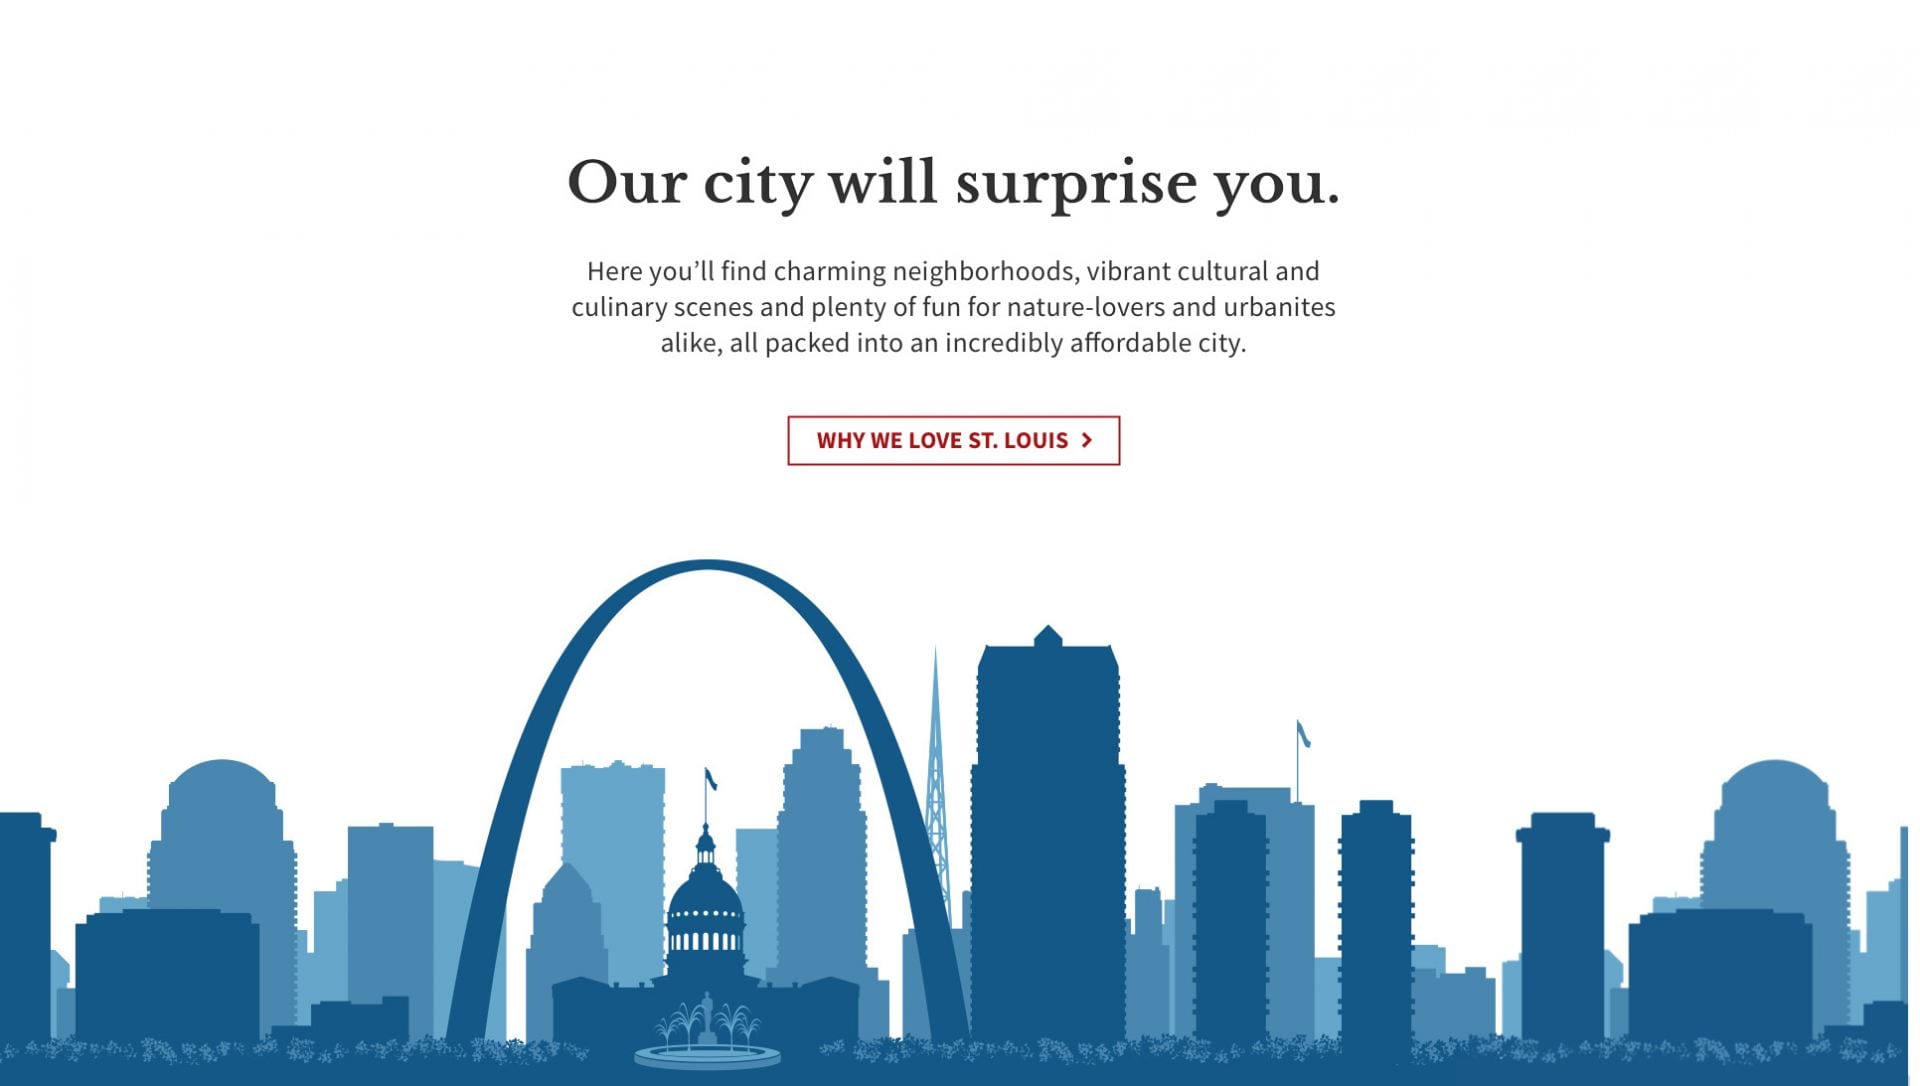 Our city will surprise you.
Here you’ll find charming neighborhoods, vibrant cultural and
culinary scenes and plenty of fun for nature-lovers and urbanites
alike, all packed into an incredibly affordable city.
WHY WE LOVE ST. LOUIS >